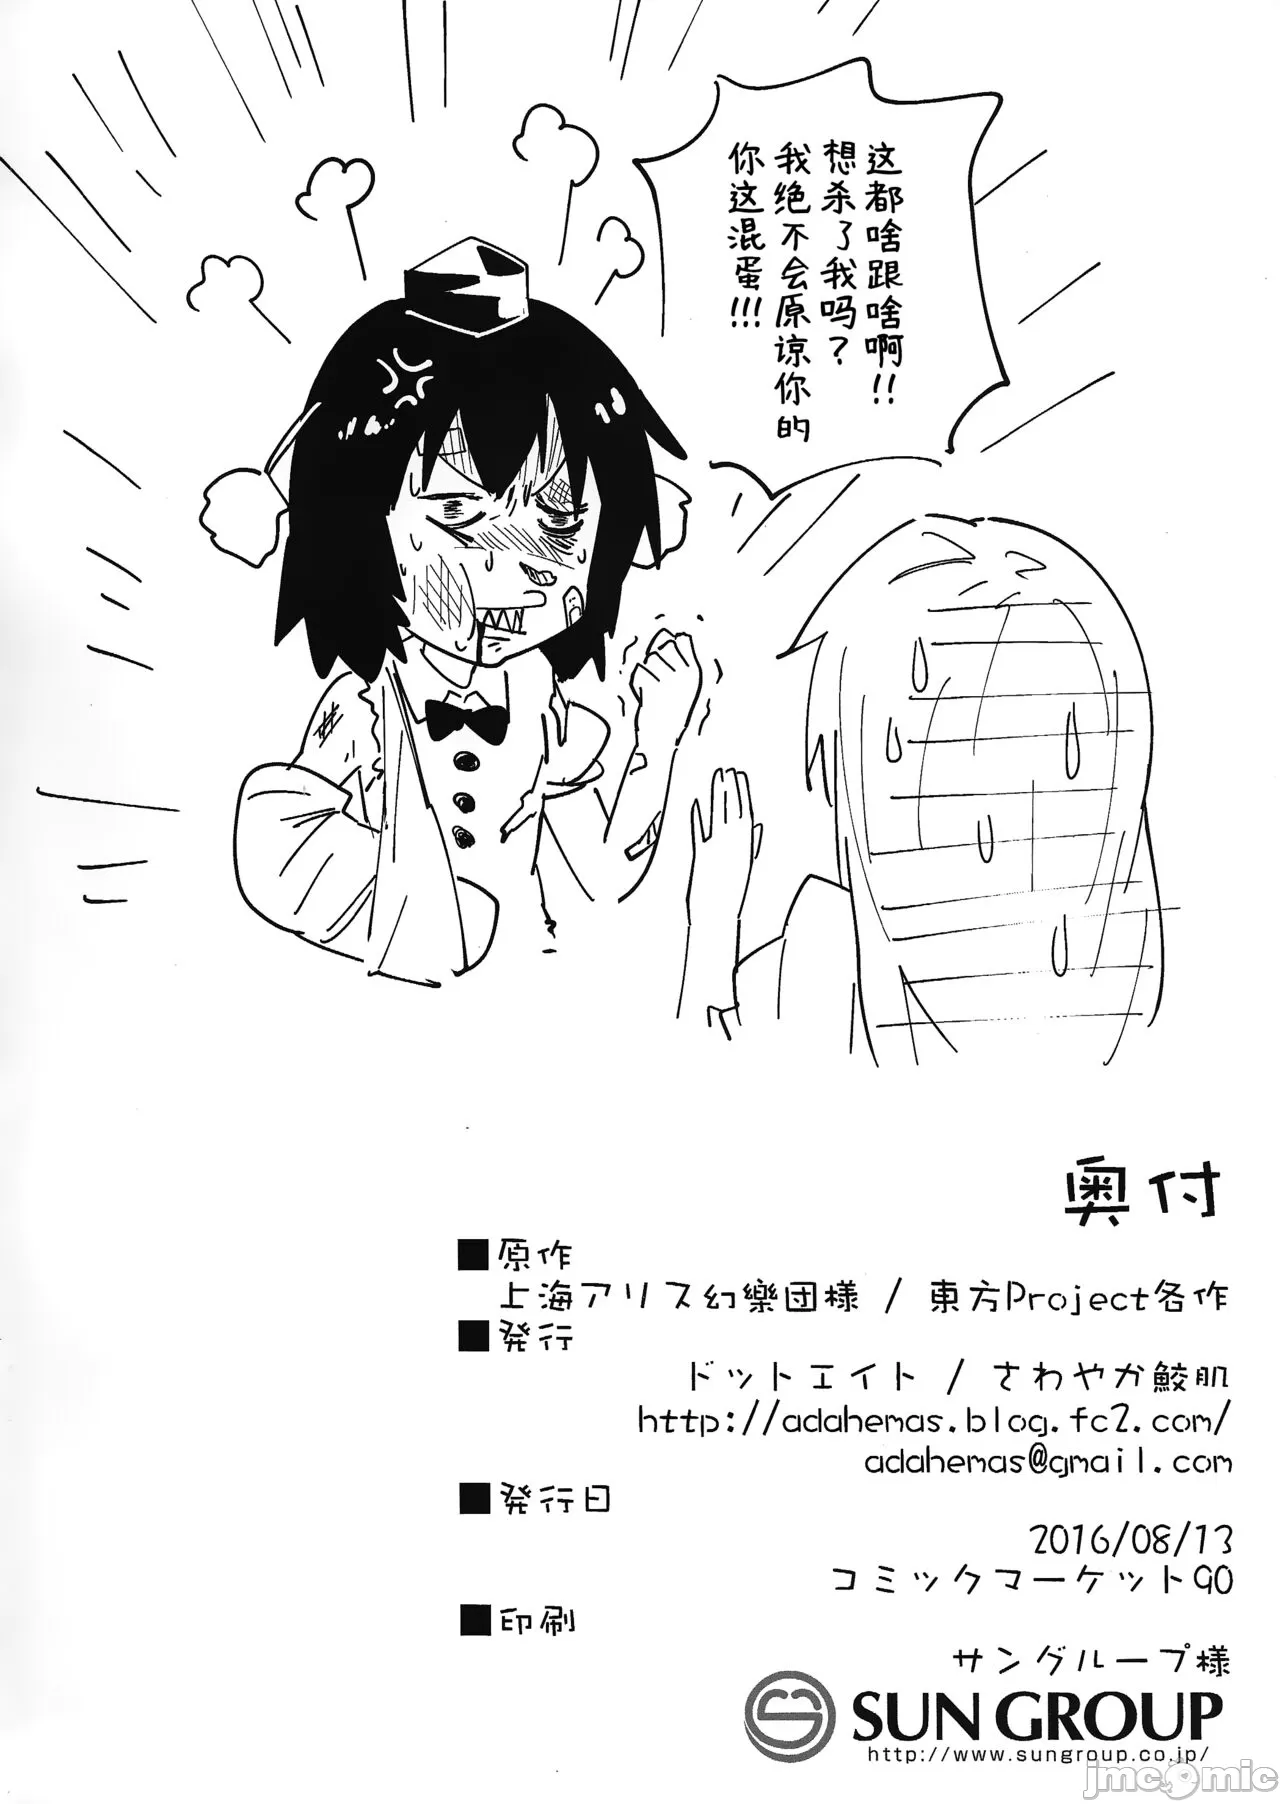 这都啥跟啥啊!!
想杀了我吗?
我绝不会原谅你的
你这混蛋!!!
奥付
■原作
上海アリス幻樂団様 / 東方Project各作
■発行
ドットエイト / さわやか鮫肌
http://adahemas.blog.fc2.com/
adahemas@gmail.com
■発行日
2016/08/13
コミックマーケット90
■印刷
サングループ様
SUN GROUP
http://www.sungroup.co.jp/
jmcomic